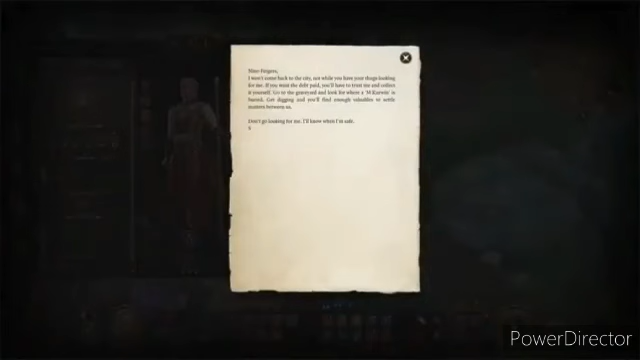 Nine-Fingers,
I won't come back to the city, not while you have your thugs looking
for me. If you want the debt paid, you'll have to trust me and collect
it yourself. Go to the graveyard and look for where a 'M Kurwin' is
buried. Get digging and you'll find enough valuables to settle
matters between us.
Don't go looking for me. I'll know when I'm safe.
S
PowerDirector